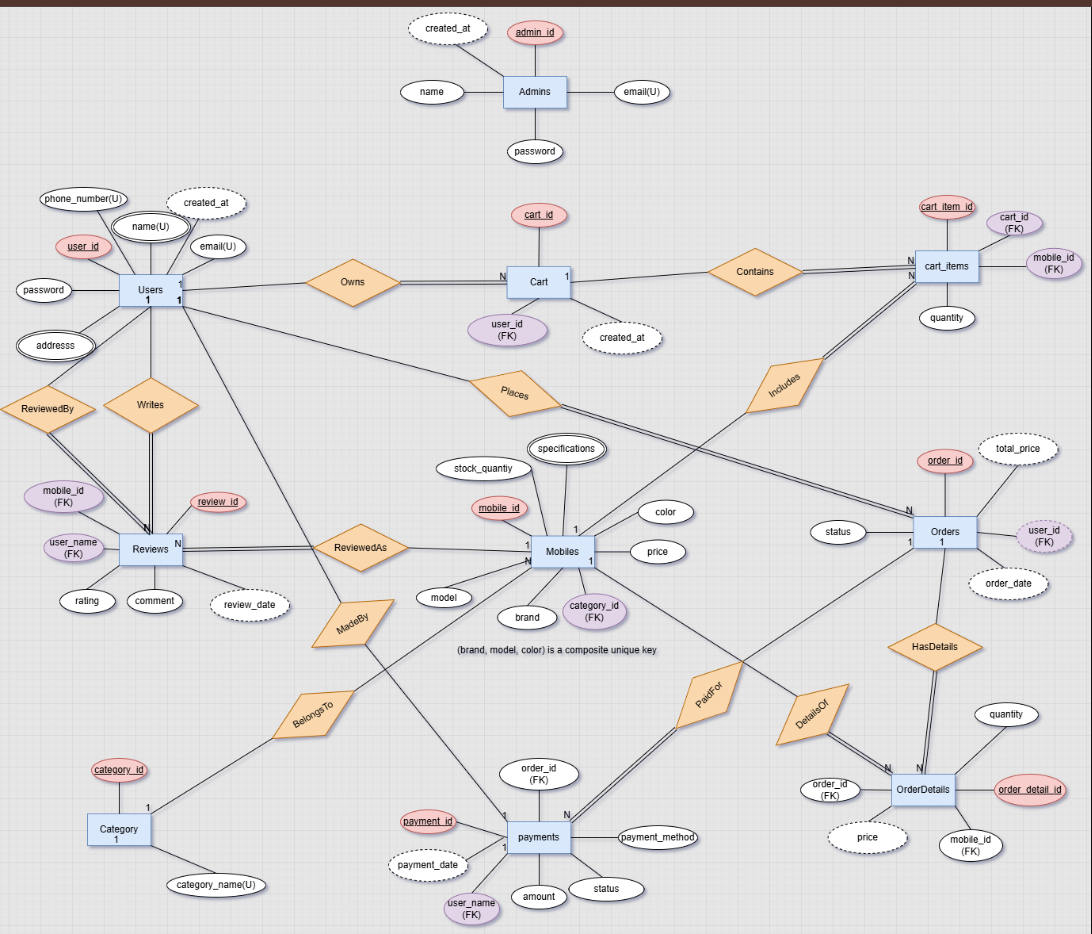 created_at
admin_id
name
Admins
email(U)
password
phone_number(U)
created_at
name(U)
user_id
email(U)
password
Users
1
1
1
addresss
cart_id
Owns
N
Cart
1
user_id
(FK)
created_at
Contains
cart_item_id
cart_id
(FK)
mobile_id
(FK)
N
N
cart_items
quantity
ReviewedBy
Writes
Places
Includes
specifications
stock_quantiy
mobile_id
color
1
1
Mobiles
price
N
1
model
brand
category_id
(FK)
(brand, model, color) is a composite unique key
mobile_id
(FK)
review_id
user_name
(FK)
N
Reviews
N
rating
comment
review_date
ReviewedAs
order_id
total_price
N
status
Orders
1
1
user_id
(FK)
order_date
MadeBy
BelongsTo
PaidFor
DetailsOf
HasDetails
quantity
N
N
order_id
(FK)
OrderDetails
order_detail_id
price
mobile_id
(FK)
category_id
1
Category
1
category_name(U)
order_id
(FK)
payment_id
1
N
payments
payment_method
1
payment_date
user_name
(FK)
amount
status